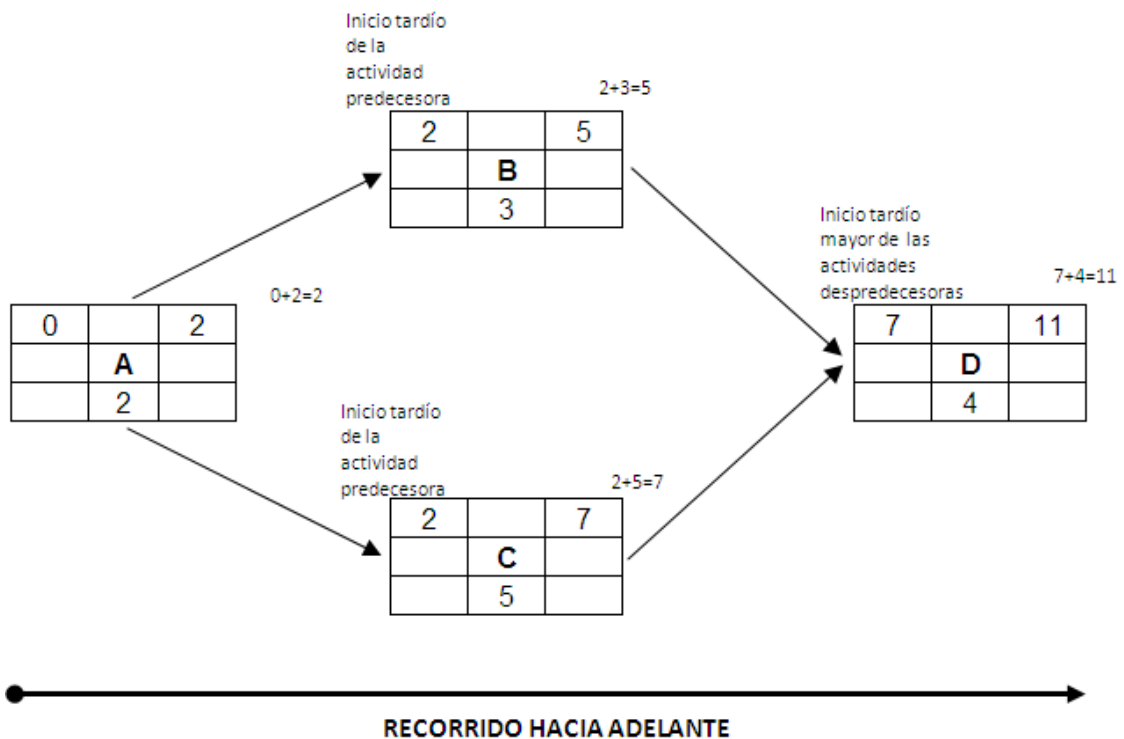 Inicio tardío
de la
actividad
predecesora
2+3=5
2 5
B
3
Inicio tardío
mayor de las
actividades
despredecesoras
7+4=11
0+2=2
0 2
A
2
7 11
D
4
Inicio tardío
de la
actividad
predecesora
2+5=7
2 7
C
5
RECORRIDO HACIA ADELANTE